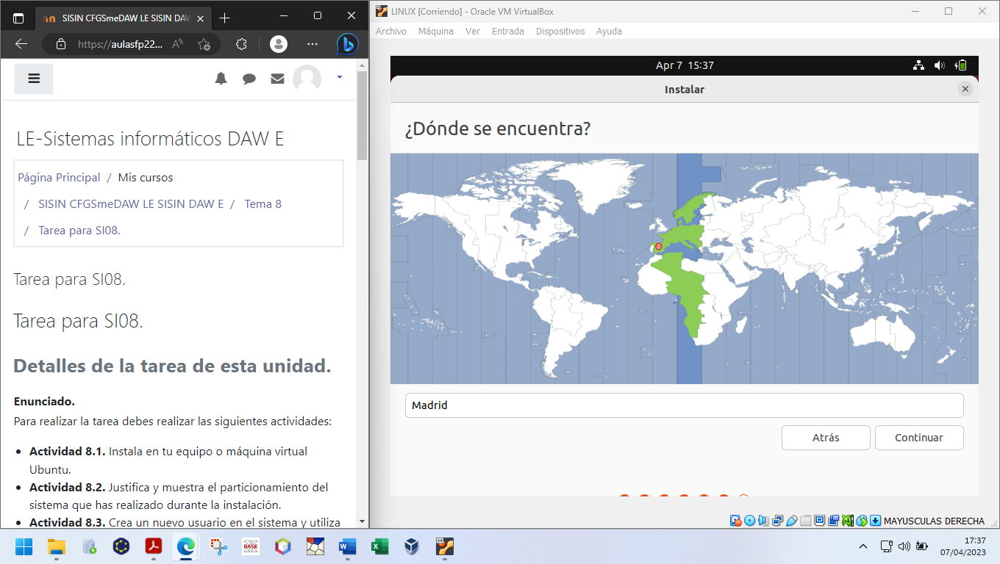 SISIN CFGSmeDAW LE SISIN DAW
https://aulasfp22...
LE-Sistemas informáticos DAW E
Página Principal / Mis cursos
/ SISIN CFGSmeDAW LE SISIN DAW E / Tema 8
/ Tarea para SI08.
Tarea para SI08.
Tarea para SI08.
Detalles de la tarea de esta unidad.
Enunciado.
Para realizar la tarea debes realizar las siguientes actividades:
• Actividad 8.1. Instala en tu equipo o máquina virtual
Ubuntu.
• Actividad 8.2. Justifica y muestra el particionamiento del
sistema que has realizado durante la instalación.
• Actividad 8.3. Crea un nuevo usuario en el sistema y utiliza
LINUX [Corriendo] - Oracle VM VirtualBox
Archivo Máquina Ver Entrada Dispositivos Ayuda
Apr 7 15:37
Instalar
¿Dónde se encuentra?
Madrid
Atrás Continuar
MAYUSCULAS DERECHA
BASE
64
17:37
07/04/2023